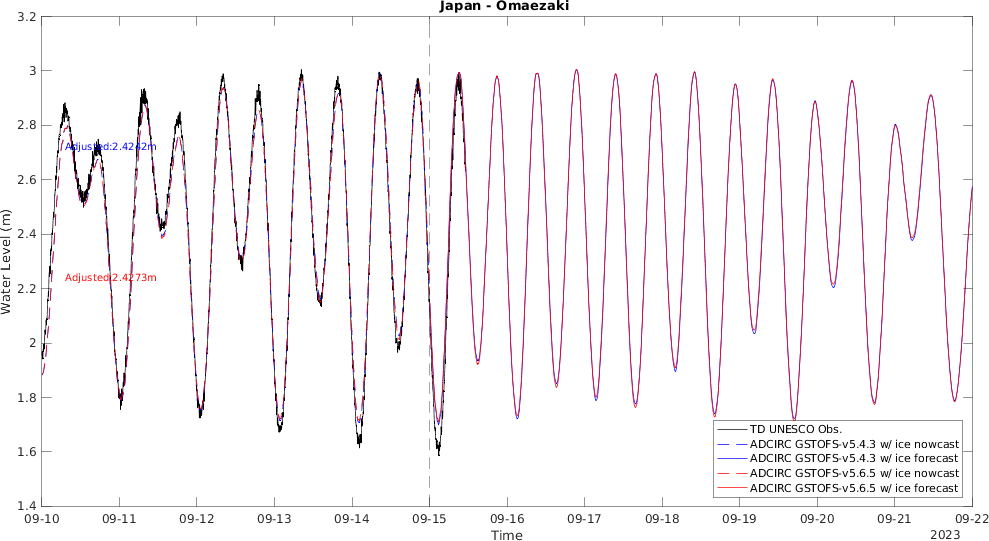 Japan - Omaezaki
3.2
3
2.8
2.6
2.4
2.2
2
1.8
1.6
1.4
Water Level (m)
Adjusted:2.4242m
Adjusted:2.4273m
TD UNESCO Obs.
ADCIRC GSTOFS-v5.4.3 w/ ice nowcast
ADCIRC GSTOFS-v5.4.3 w/ ice forecast
ADCIRC GSTOFS-v5.6.5 w/ ice nowcast
ADCIRC GSTOFS-v5.6.5 w/ ice forecast
09-10 09-11 09-12 09-13 09-14 09-15 09-16 09-17 09-18 09-19 09-20 09-21 09-22
Time
2023